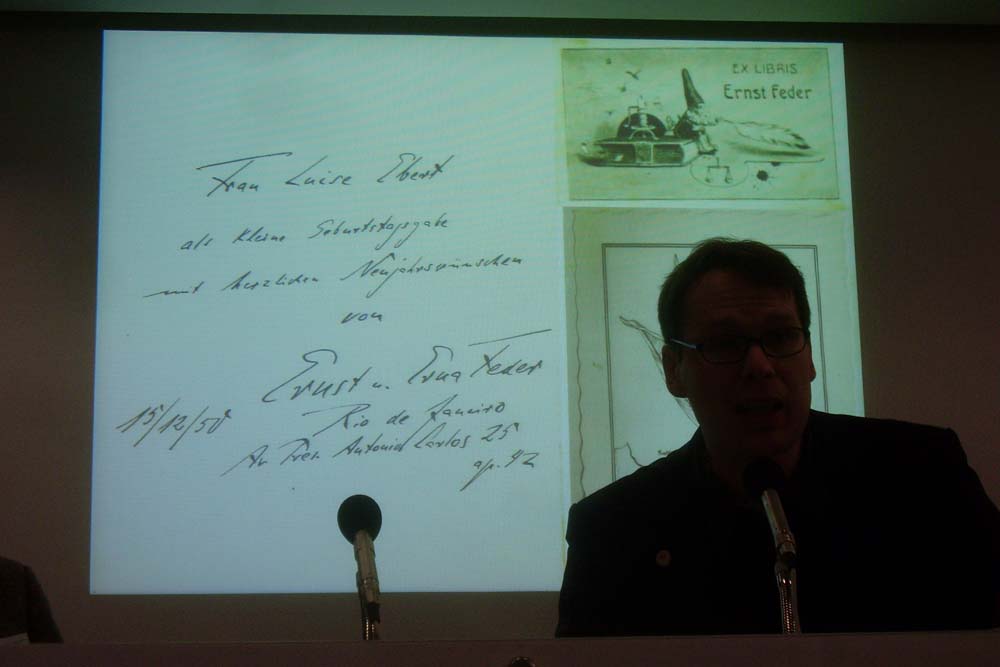 Frau Luise Ebert
als kleine Geburtstagsgabe
mit herzlichen Neujahrswünschen
von
Ernst u. Erna Feder
Rio de Janeiro
15/12/50
Av Pres. Antonio Carlos 25
ap. 42
EX LIBRIS
Ernst Feder